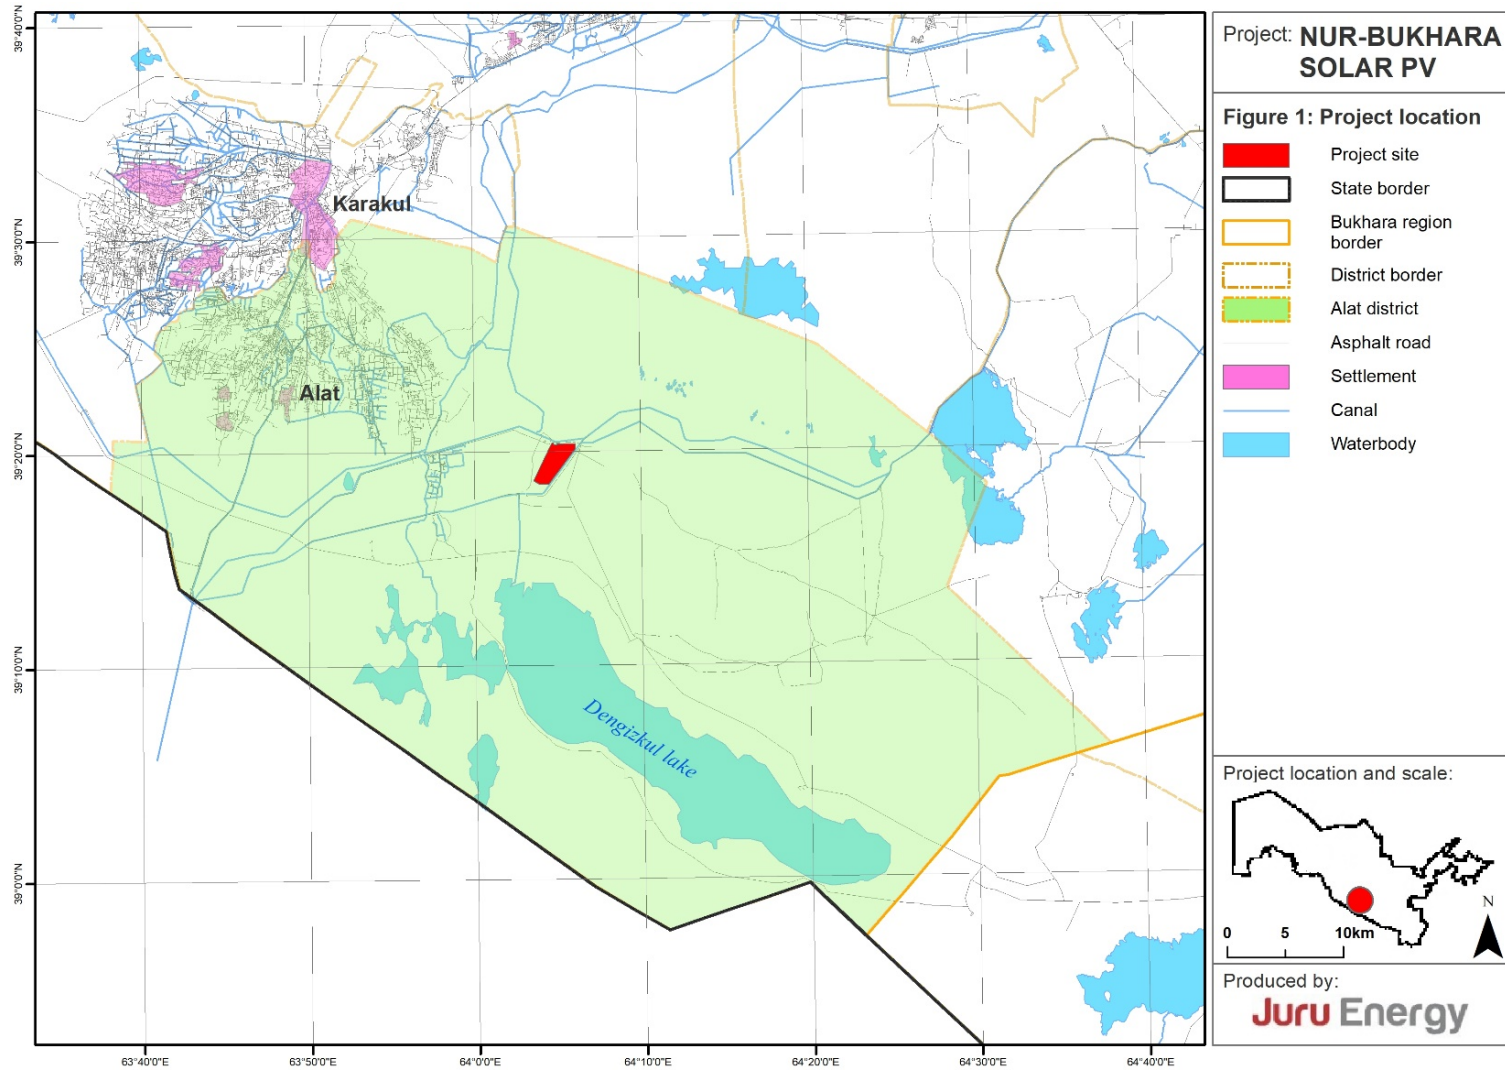 Project: NUR-BUKHARA
SOLAR PV
Figure 1: Project location
Project site
State border
Bukhara region
border
District border
Alat district
Asphalt road
Settlement
Canal
Waterbody
Project location and scale:
N
0 5 10km
Produced by:
Juru Energy
39°40'0"N
39°30'0"N
39°20'0"N
39°10'0"N
39°0'0"N
Karakul
Alat
Dengizkul lake
63°40'0"E 63°50'0"E 64°0'0"E 64°10'0"E 64°20'0"E 64°30'0"E 64°40'0"E